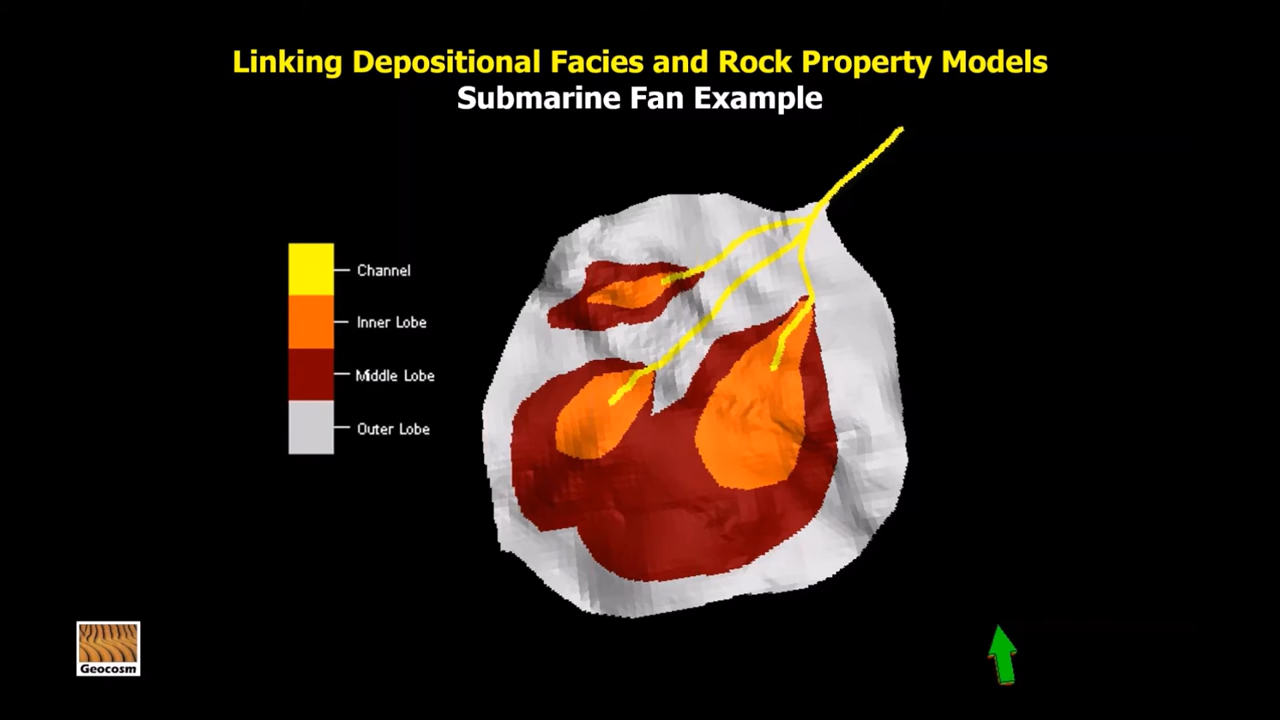 Linking Depositional Facies and Rock Property Models
Submarine Fan Example
Channel
Inner Lobe
Middle Lobe
Outer Lobe
Geocosm